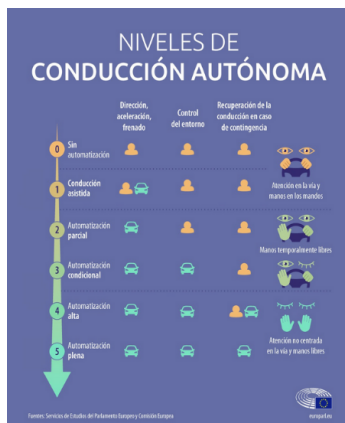 NIVELES DE
CONDUCCIÓN AUTÓNOMA
Dirección,
aceleración,
frenado
Control
del entorno
Recuperación de la
conducción en caso
de contingencia
0 Sin
automatización
Atención en la vía y
manos en los mandos
1 Conducción
asistida
2 Automatización
parcial
Manos temporalmente libres
3 Automatización
condicional
4 Automatización
alta
Atención no centrada
en la vía y manos libres
5 Automatización
plena
Fuentes: Servicios de Estudios del Parlamento Europeo y Comisión Europea
europarl.eu